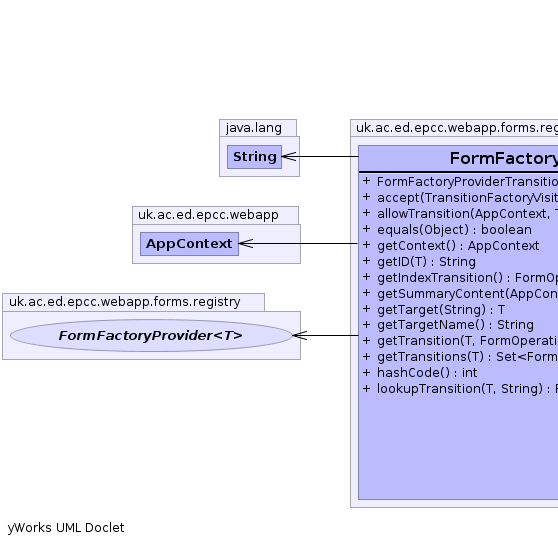 java.lang
String
uk.ac.ed.epcc.webapp
AppContext
uk.ac.ed.epcc.webapp.forms.registry
FormFactoryProvider<T>
uk.ac.ed.epcc.webapp.forms.reg
FormFactory
+ FormFactoryProviderTransitio
+ accept(TransitionFactoryVisit
+ allowTransition(AppContext, T
+ equals(Object) : boolean
+ getContext() : AppContext
+ getID(T) : String
+ getIndexTransition() : FormOp
+ getSummaryContent(AppCon
+ getTarget(String) : T
+ getTargetName() : String
+ getTransition(T, FormOperati
+ getTransitions(T) : Set<Form
+ hashCode() : int
+ lookupTransition(T, String) : F
yWorks UML Doclet